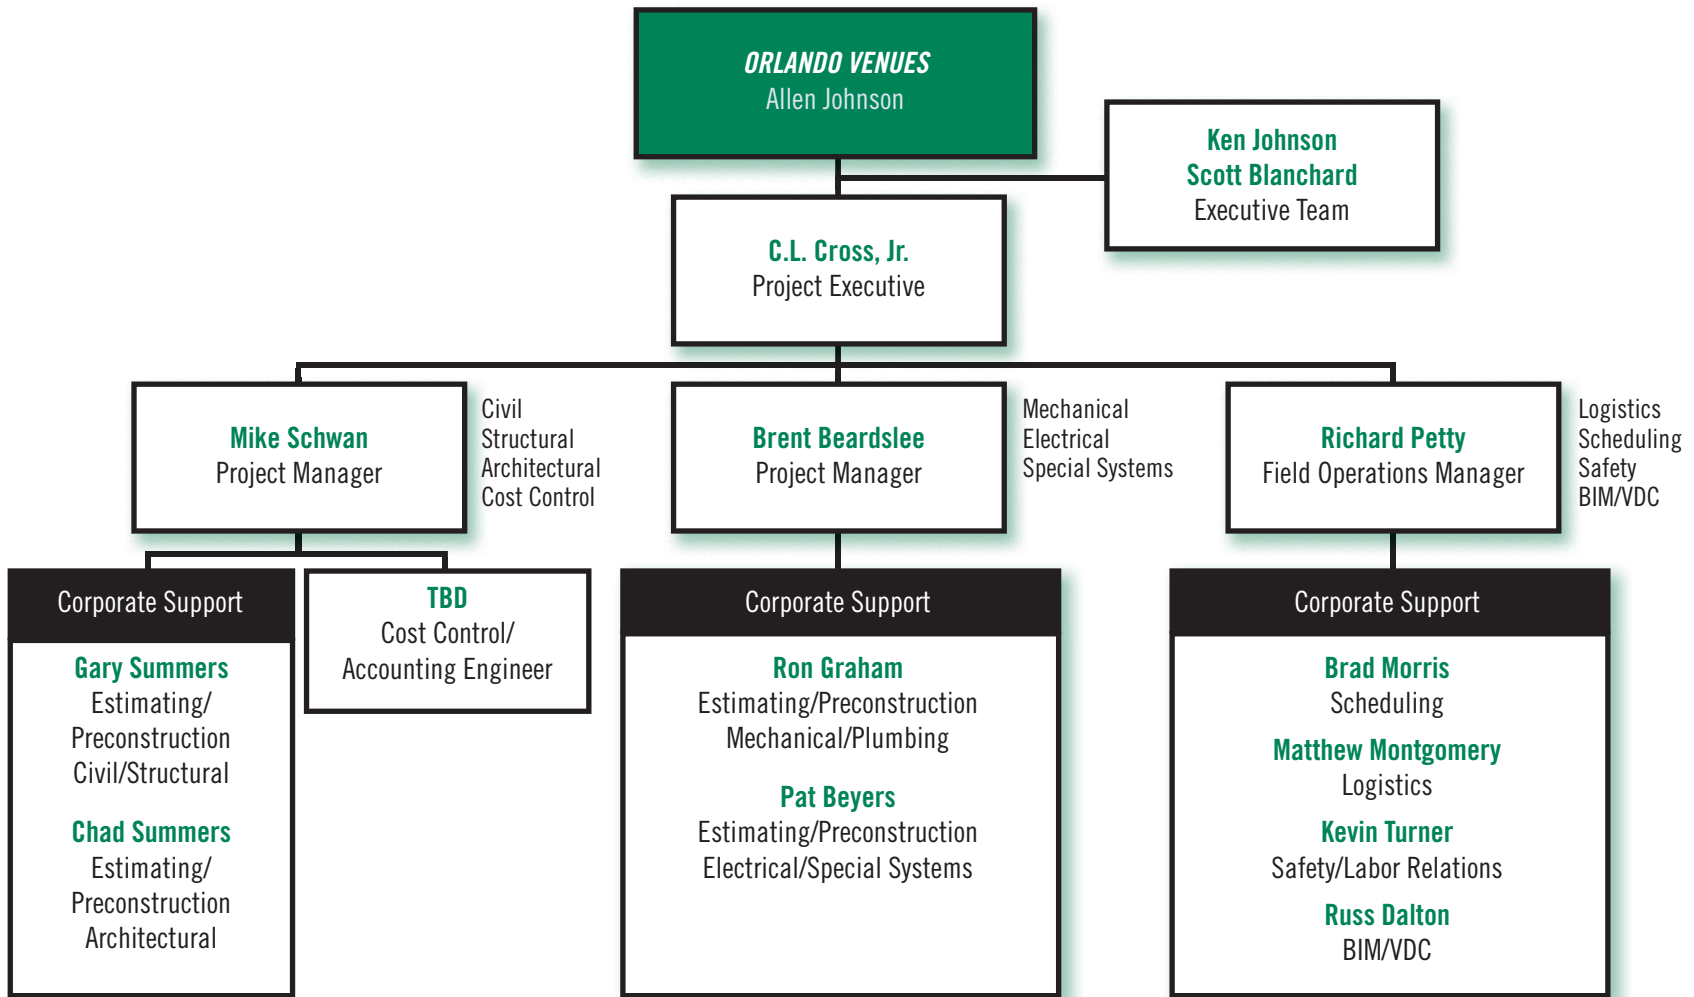 ORLANDO VENUES
Allen Johnson
Ken Johnson
Scott Blanchard
Executive Team
C.L. Cross, Jr.
Project Executive
Mike Schwan
Project Manager
Civil
Structural
Architectural
Cost Control
Brent Beardslee
Project Manager
Mechanical
Electrical
Special Systems
Richard Petty
Field Operations Manager
Logistics
Scheduling
Safety
BIM/VDC
Corporate Support
Gary Summers
Estimating/
Preconstruction
Civil/Structural
Chad Summers
Estimating/
Preconstruction
Architectural
TBD
Cost Control/
Accounting Engineer
Corporate Support
Ron Graham
Estimating/Preconstruction
Mechanical/Plumbing
Pat Beyers
Estimating/Preconstruction
Electrical/Special Systems
Corporate Support
Brad Morris
Scheduling
Matthew Montgomery
Logistics
Kevin Turner
Safety/Labor Relations
Russ Dalton
BIM/VDC